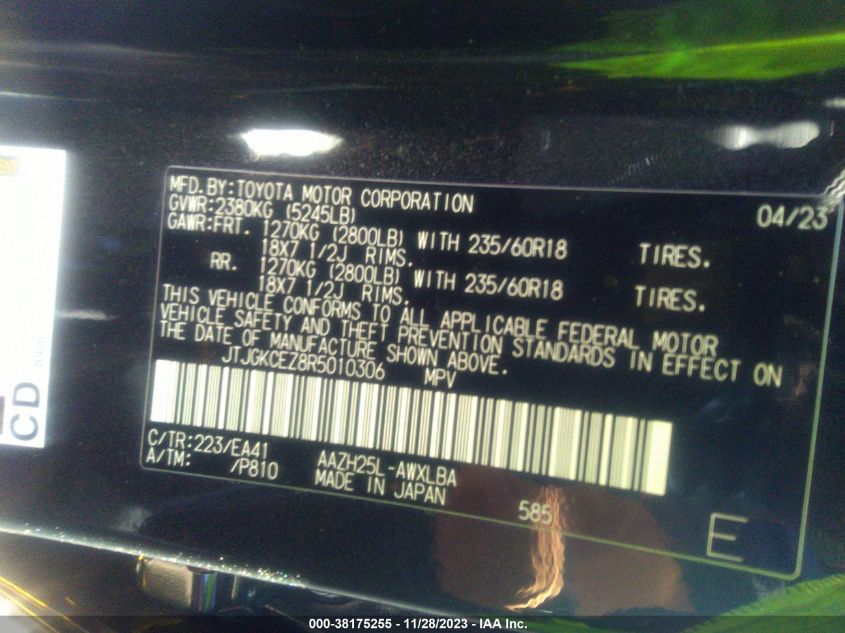 MFD. BY: TOYOTA MOTOR CORPORATION 04/23
GVWR: 2380KG (5245LB)
GAWR: FRT. 1270KG (2800LB) WITH 235/60R18 TIRES.
18X7 1/2J RIMS.
RR. 1270KG (2800LB) WITH 235/60R18 TIRES.
18X7 1/2J RIMS.
THIS VEHICLE CONFORMS TO ALL APPLICABLE FEDERAL MOTOR
VEHICLE SAFETY AND THEFT PREVENTION STANDARDS IN EFFECT ON
THE DATE OF MANUFACTURE SHOWN ABOVE.
JTJGKCEZ8R5010306 MPV
C/TR: 223/EA41 AAZH25L-AWXLBA
A/TM: /P810 MADE IN JAPAN
585
E
CD
000-38175255 - 11/28/2023 - IAA Inc.